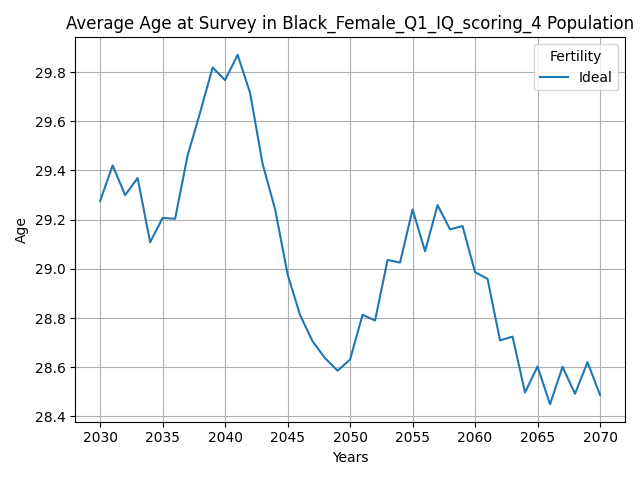 Average Age at Survey in Black_Female_Q1_IQ_scoring_4 Population
Fertility
Ideal
29.8
29.6
29.4
29.2
29.0
28.8
28.6
28.4
Age
2030 2035 2040 2045 2050 2055 2060 2065 2070
Years